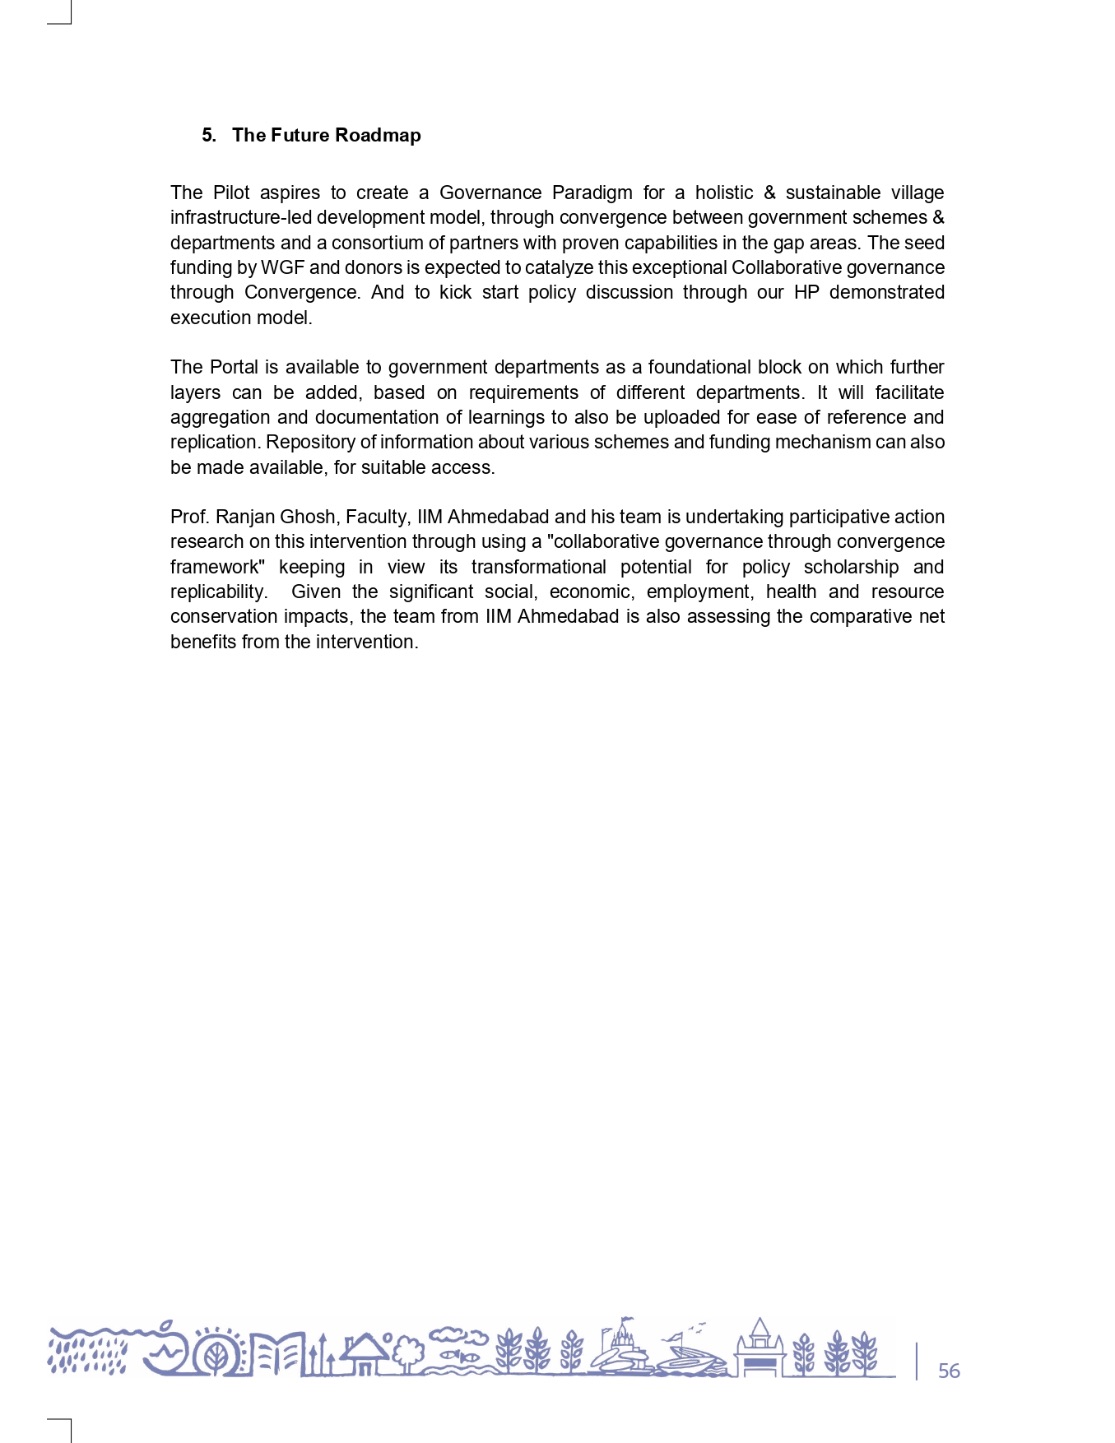 5. The Future Roadmap
The Pilot aspires to create a Governance Paradigm for a holistic & sustainable village
infrastructure-led development model, through convergence between government schemes &
departments and a consortium of partners with proven capabilities in the gap areas. The seed
funding by WGF and donors is expected to catalyze this exceptional Collaborative governance
through Convergence. And to kick start policy discussion through our HP demonstrated
execution model.
The Portal is available to government departments as a foundational block on which further
layers can be added, based on requirements of different departments. It will facilitate
aggregation and documentation of learnings to also be uploaded for ease of reference and
replication. Repository of information about various schemes and funding mechanism can also
be made available, for suitable access.
Prof. Ranjan Ghosh, Faculty, IIM Ahmedabad and his team is undertaking participative action
research on this intervention through using a "collaborative governance through convergence
framework" keeping in view its transformational potential for policy scholarship and
replicability. Given the significant social, economic, employment, health and resource
conservation impacts, the team from IIM Ahmedabad is also assessing the comparative net
benefits from the intervention.
56